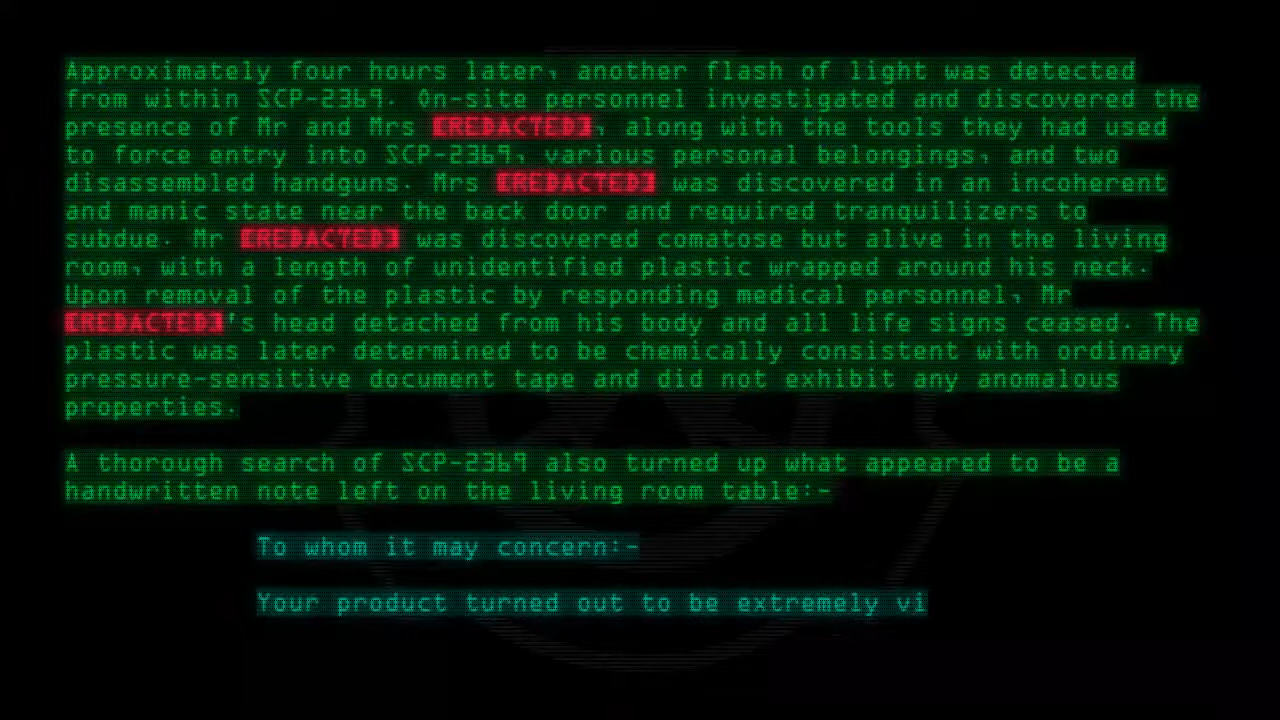 Approximately four hours later, another flash of light was detected
from within SCP-2369. On-site personnel investigated and discovered the
presence of Mr and Mrs [REDACTED], along with the tools they had used
to force entry into SCP-2369, various personal belongings, and two
disassembled handguns. Mrs [REDACTED] was discovered in an incoherent
and manic state near the back door and required tranquilizers to
subdue. Mr [REDACTED] was discovered comatose but alive in the living
room, with a length of unidentified plastic wrapped around his neck.
Upon removal of the plastic by responding medical personnel, Mr
[REDACTED]'s head detached from his body and all life signs ceased. The
plastic was later determined to be chemically consistent with ordinary
pressure-sensitive document tape and did not exhibit any anomalous
properties.
A thorough search of SCP-2369 also turned up what appeared to be a
handwritten note left on the living room table:-
To whom it may concern:-
Your product turned out to be extremely vi